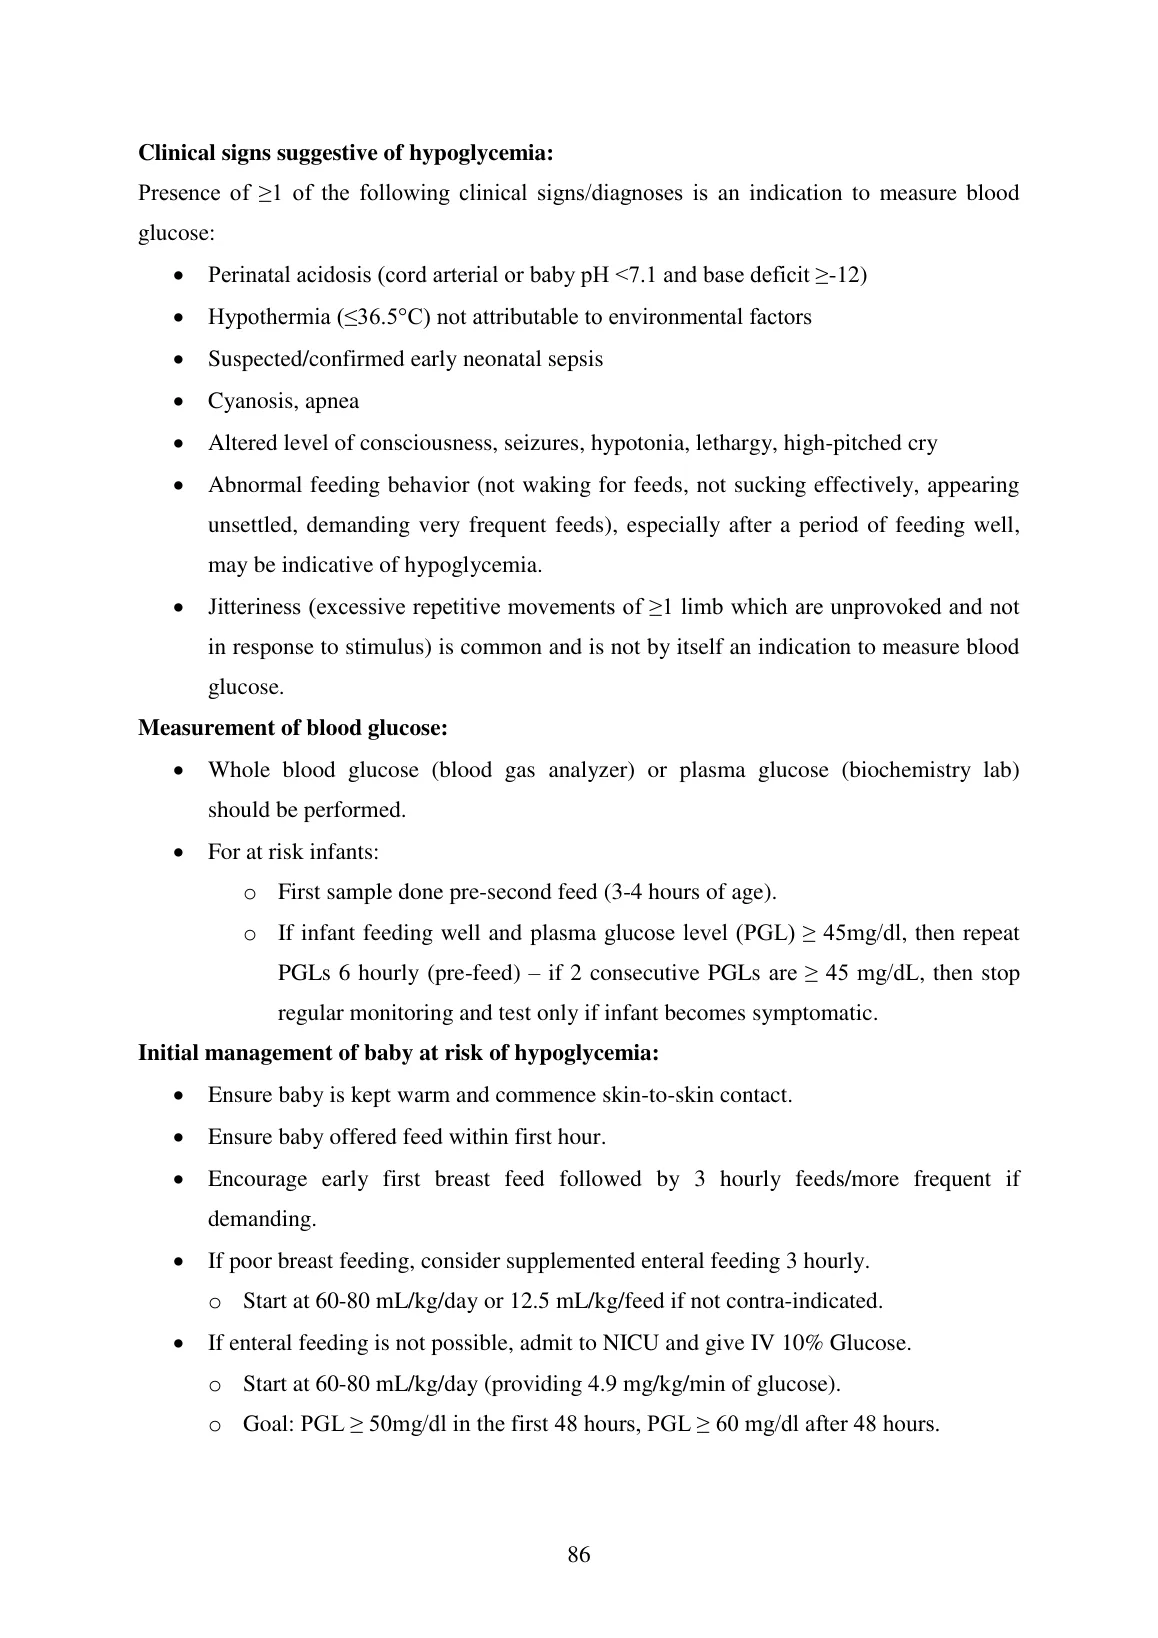 Clinical signs suggestive of hypoglycemia:
Presence of ≥1 of the following clinical signs/diagnoses is an indication to measure blood
glucose:
• Perinatal acidosis (cord arterial or baby pH <7.1 and base deficit ≥-12)
• Hypothermia (≤36.5°C) not attributable to environmental factors
• Suspected/confirmed early neonatal sepsis
• Cyanosis, apnea
• Altered level of consciousness, seizures, hypotonia, lethargy, high-pitched cry
• Abnormal feeding behavior (not waking for feeds, not sucking effectively, appearing
unsettled, demanding very frequent feeds), especially after a period of feeding well,
may be indicative of hypoglycemia.
• Jitteriness (excessive repetitive movements of ≥1 limb which are unprovoked and not
in response to stimulus) is common and is not by itself an indication to measure blood
glucose.
Measurement of blood glucose:
• Whole blood glucose (blood gas analyzer) or plasma glucose (biochemistry lab)
should be performed.
• For at risk infants:
o First sample done pre-second feed (3-4 hours of age).
o If infant feeding well and plasma glucose level (PGL) ≥ 45mg/dl, then repeat
PGLs 6 hourly (pre-feed) – if 2 consecutive PGLs are ≥ 45 mg/dL, then stop
regular monitoring and test only if infant becomes symptomatic.
Initial management of baby at risk of hypoglycemia:
• Ensure baby is kept warm and commence skin-to-skin contact.
• Ensure baby offered feed within first hour.
• Encourage early first breast feed followed by 3 hourly feeds/more frequent if
demanding.
• If poor breast feeding, consider supplemented enteral feeding 3 hourly.
o Start at 60-80 mL/kg/day or 12.5 mL/kg/feed if not contra-indicated.
• If enteral feeding is not possible, admit to NICU and give IV 10% Glucose.
o Start at 60-80 mL/kg/day (providing 4.9 mg/kg/min of glucose).
o Goal: PGL ≥ 50mg/dl in the first 48 hours, PGL ≥ 60 mg/dl after 48 hours.
86